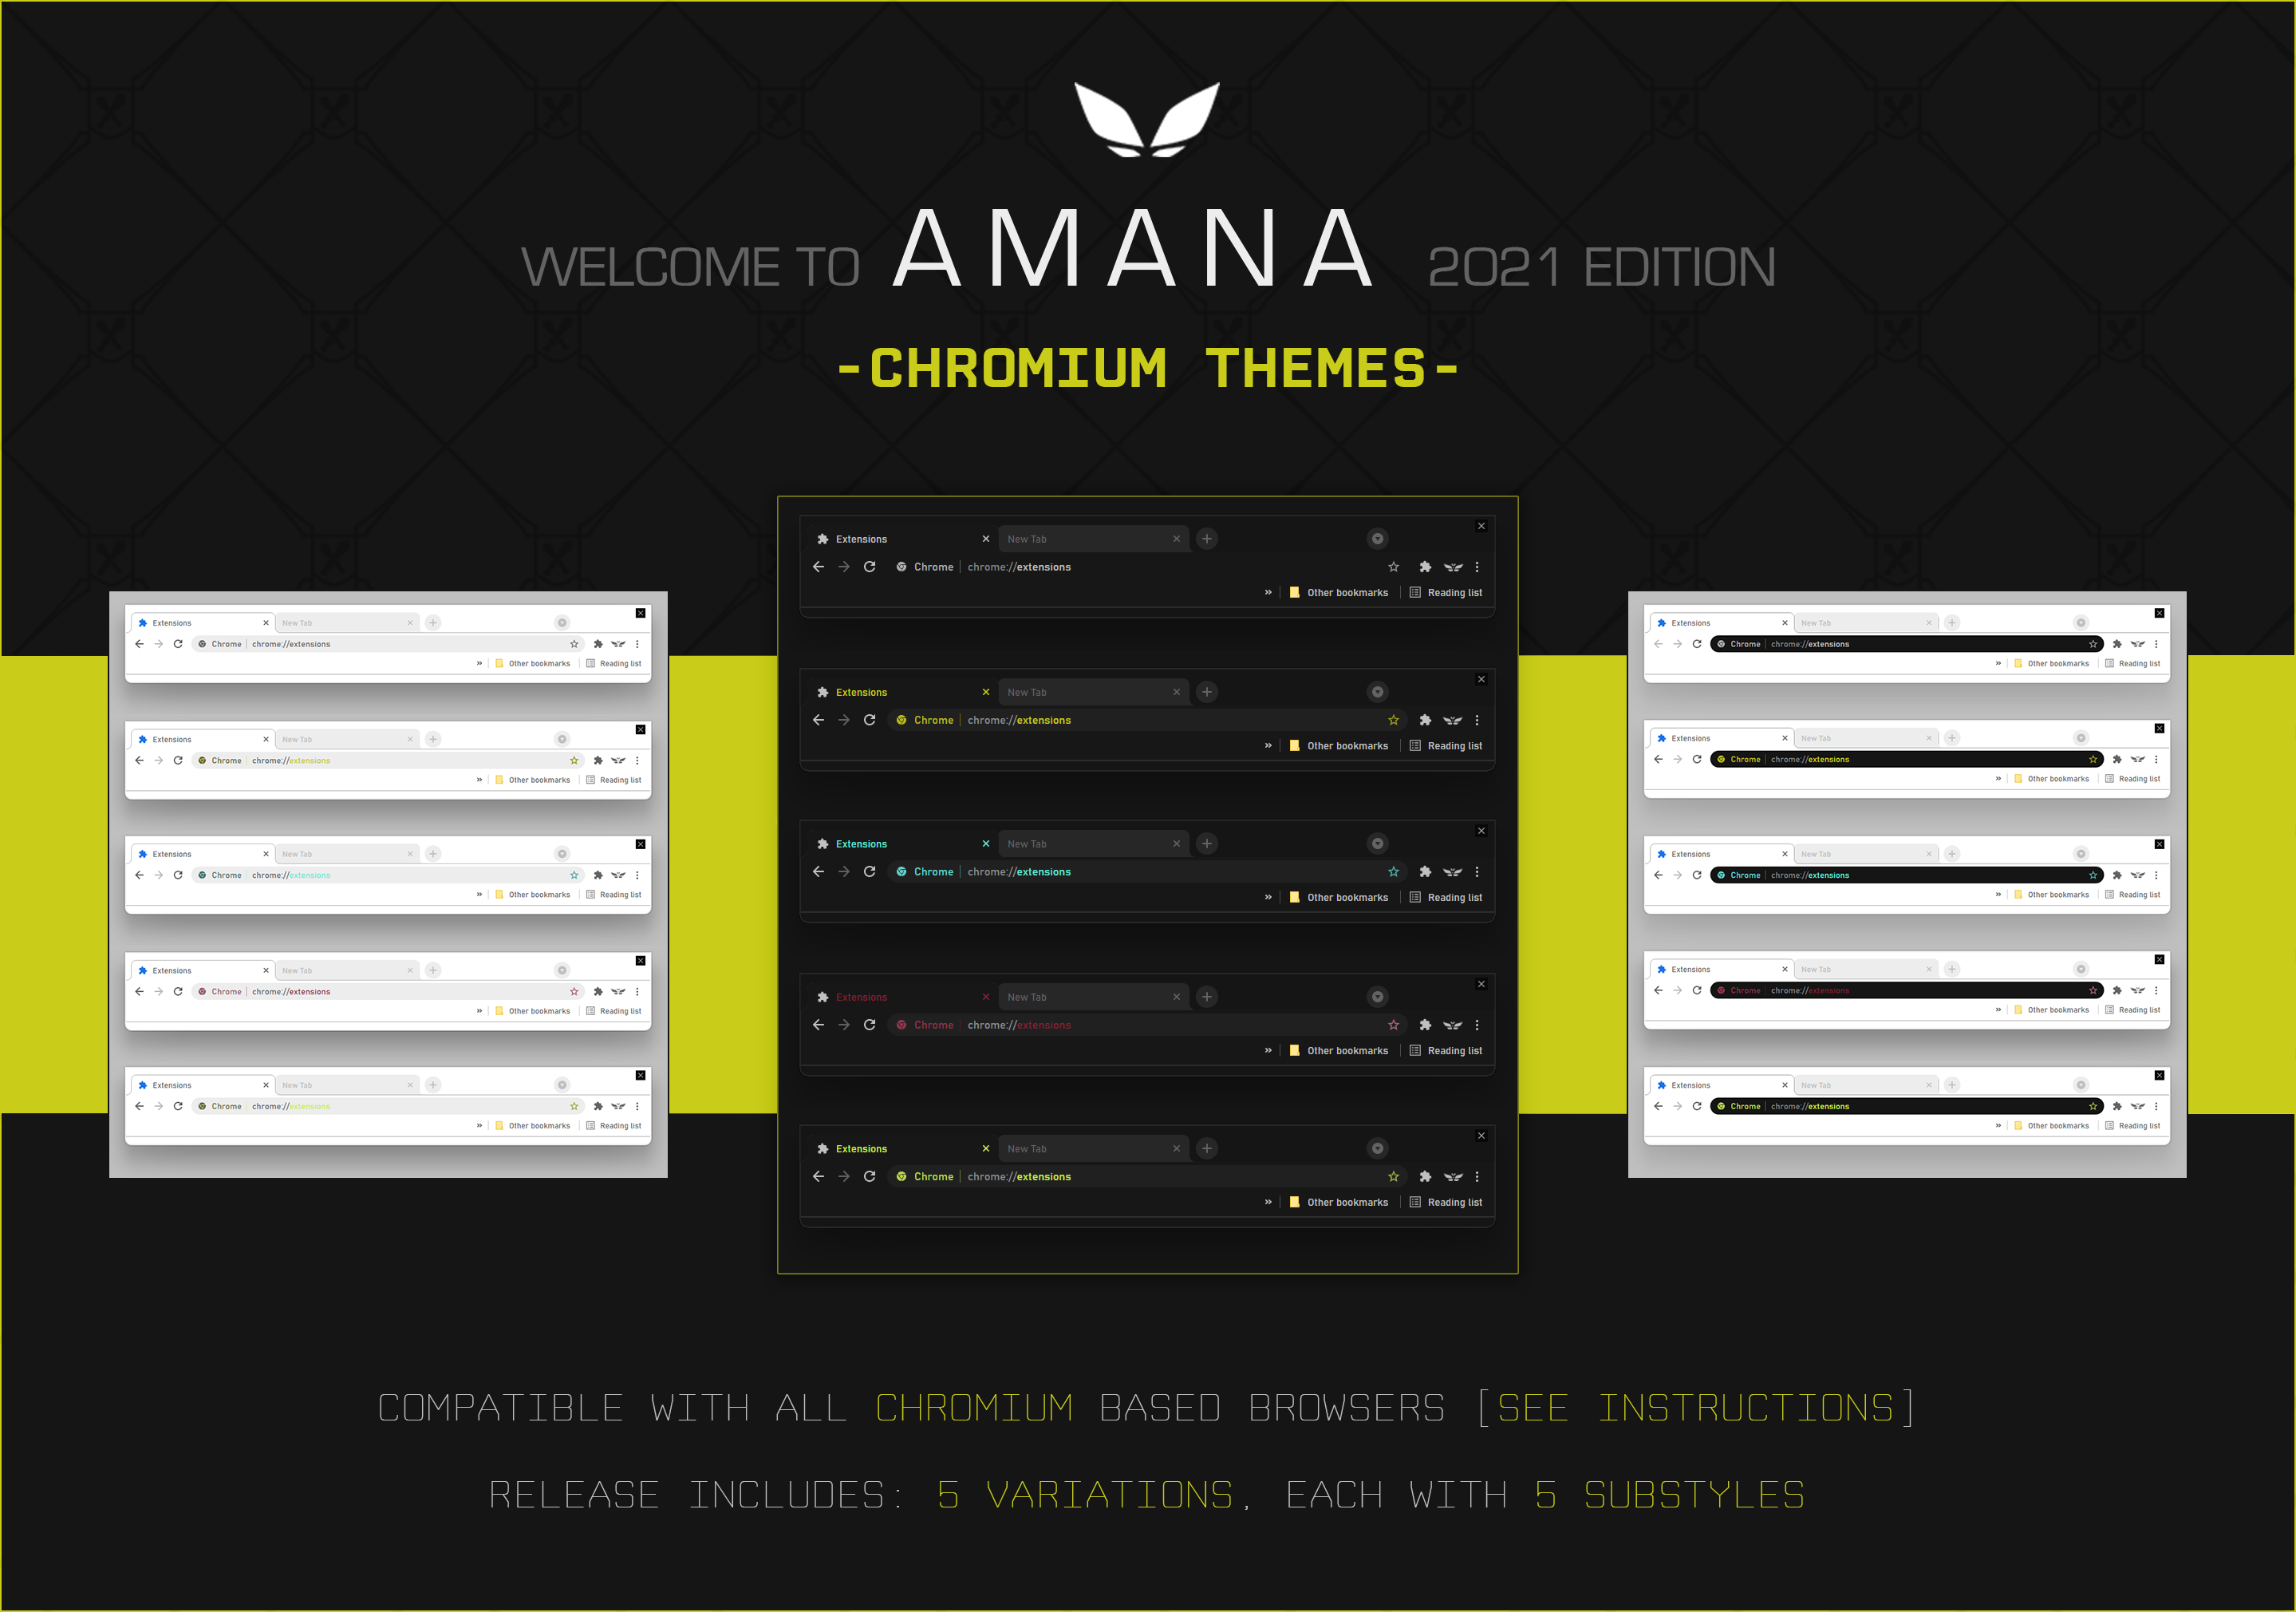 WELCOME TO AMANA 2021 EDITION
-CHROMIUM THEMES-
Extensions New Tab
Chrome chrome://extensions
» Other bookmarks Reading list
Extensions New Tab
Chrome chrome://extensions
» Other bookmarks Reading list
Extensions New Tab
Chrome chrome://extensions
» Other bookmarks Reading list
Extensions New Tab
Chrome chrome://extensions
» Other bookmarks Reading list
Extensions New Tab
Chrome chrome://extensions
» Other bookmarks Reading list
Extensions New Tab
Chrome chrome://extensions
» Other bookmarks Reading list
Extensions New Tab
Chrome chrome://extensions
» Other bookmarks Reading list
Extensions New Tab
Chrome chrome://extensions
» Other bookmarks Reading list
Extensions New Tab
Chrome chrome://extensions
» Other bookmarks Reading list
Extensions New Tab
Chrome chrome://extensions
» Other bookmarks Reading list
Extensions New Tab
Chrome chrome://extensions
» Other bookmarks Reading list
Extensions New Tab
Chrome chrome://extensions
» Other bookmarks Reading list
Extensions New Tab
Chrome chrome://extensions
» Other bookmarks Reading list
Extensions New Tab
Chrome chrome://extensions
» Other bookmarks Reading list
Extensions New Tab
Chrome chrome://extensions
» Other bookmarks Reading list
COMPATIBLE WITH ALL CHROMIUM BASED BROWSERS [SEE INSTRUCTIONS]
RELEASE INCLUDES: 5 VARIATIONS, EACH WITH 5 SUBSTYLES